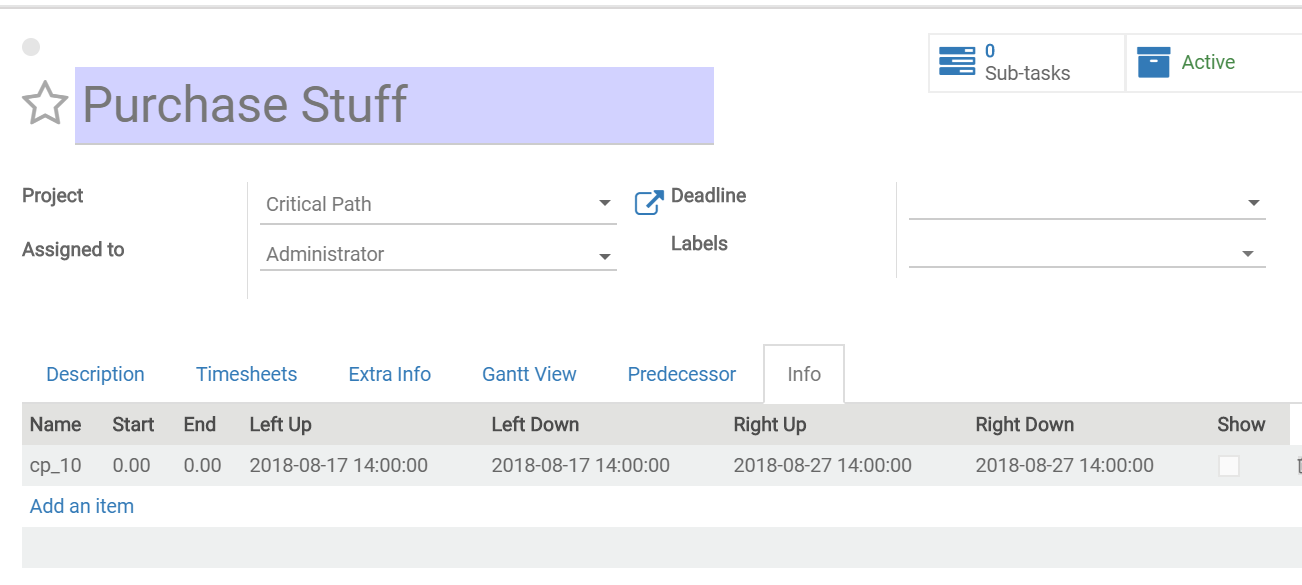 0
Sub-tasks
Active
Purchase Stuff
Project
Critical Path
Deadline
Assigned to
Administrator
Labels
Description Timesheets Extra Info Gantt View Predecessor Info
Name Start End Left Up Left Down Right Up Right Down Show
cp_10 0.00 0.00 2018-08-17 14:00:00 2018-08-17 14:00:00 2018-08-27 14:00:00 2018-08-27 14:00:00
Add an item